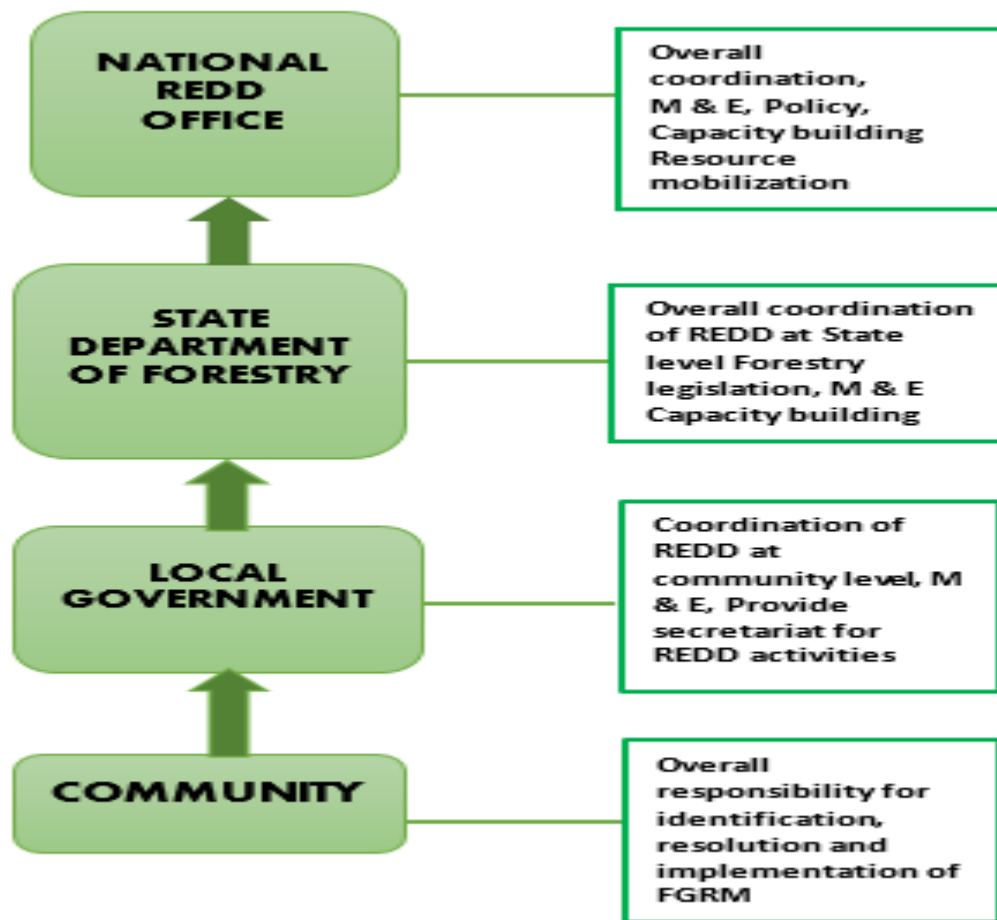 NATIONAL
REDD
OFFICE
Overall
coordination,
M & E, Policy,
Capacity building
Resource
mobilization
STATE
DEPARTMENT
OF FORESTRY
Overall coordination
of REDD at State
level Forestry
legislation, M & E
Capacity building
LOCAL
GOVERNMENT
Coordination of
REDD at
community level, M
& E, Provide
secretariat for
REDD activities
COMMUNITY
Overall
responsibility for
identification,
resolution and
implementation of
FGRM